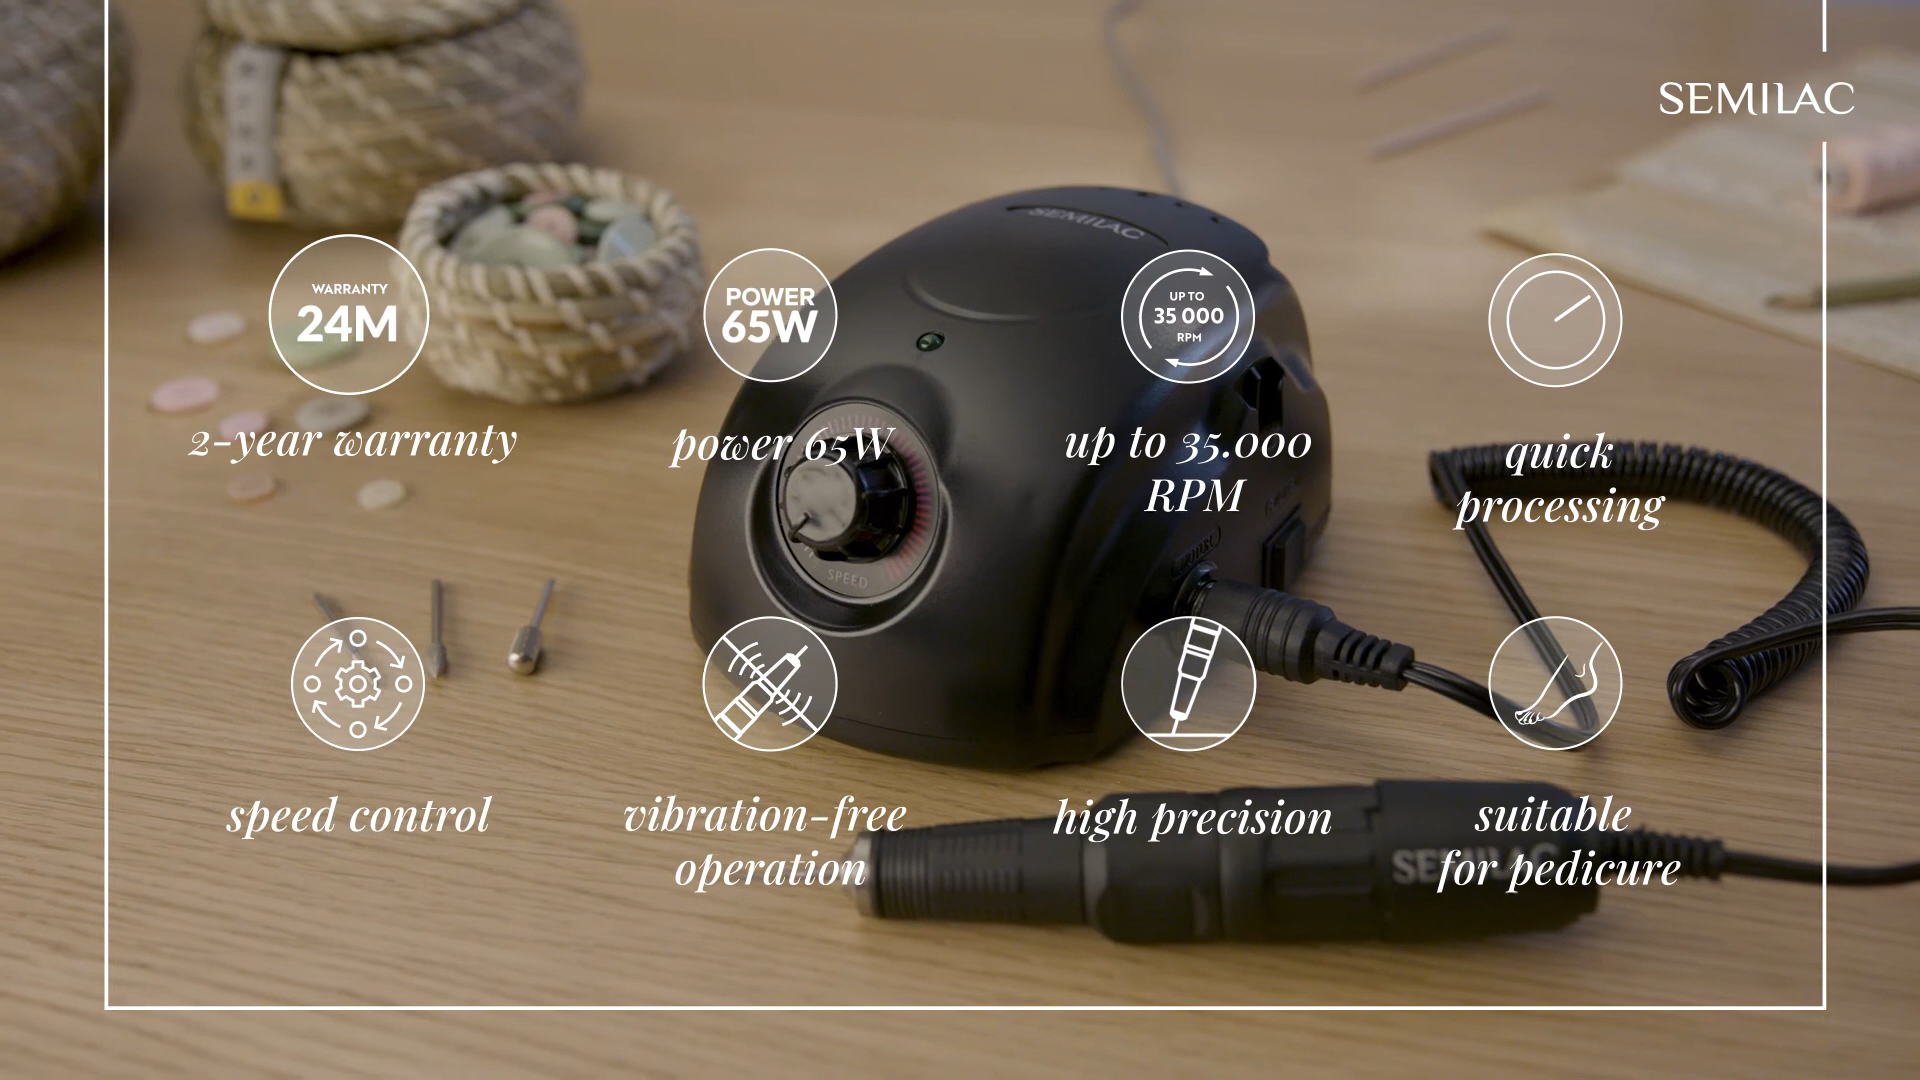 SEMILAC
SEMILAC
WARRANTY
24M
2-year warranty
POWER
65W
power 65W
UP TO
35 000
RPM
up to 35.000
RPM
quick
processing
SPEED
speed control
vibration-free
operation
high precision
suitable
for pedicure
SEMILAC